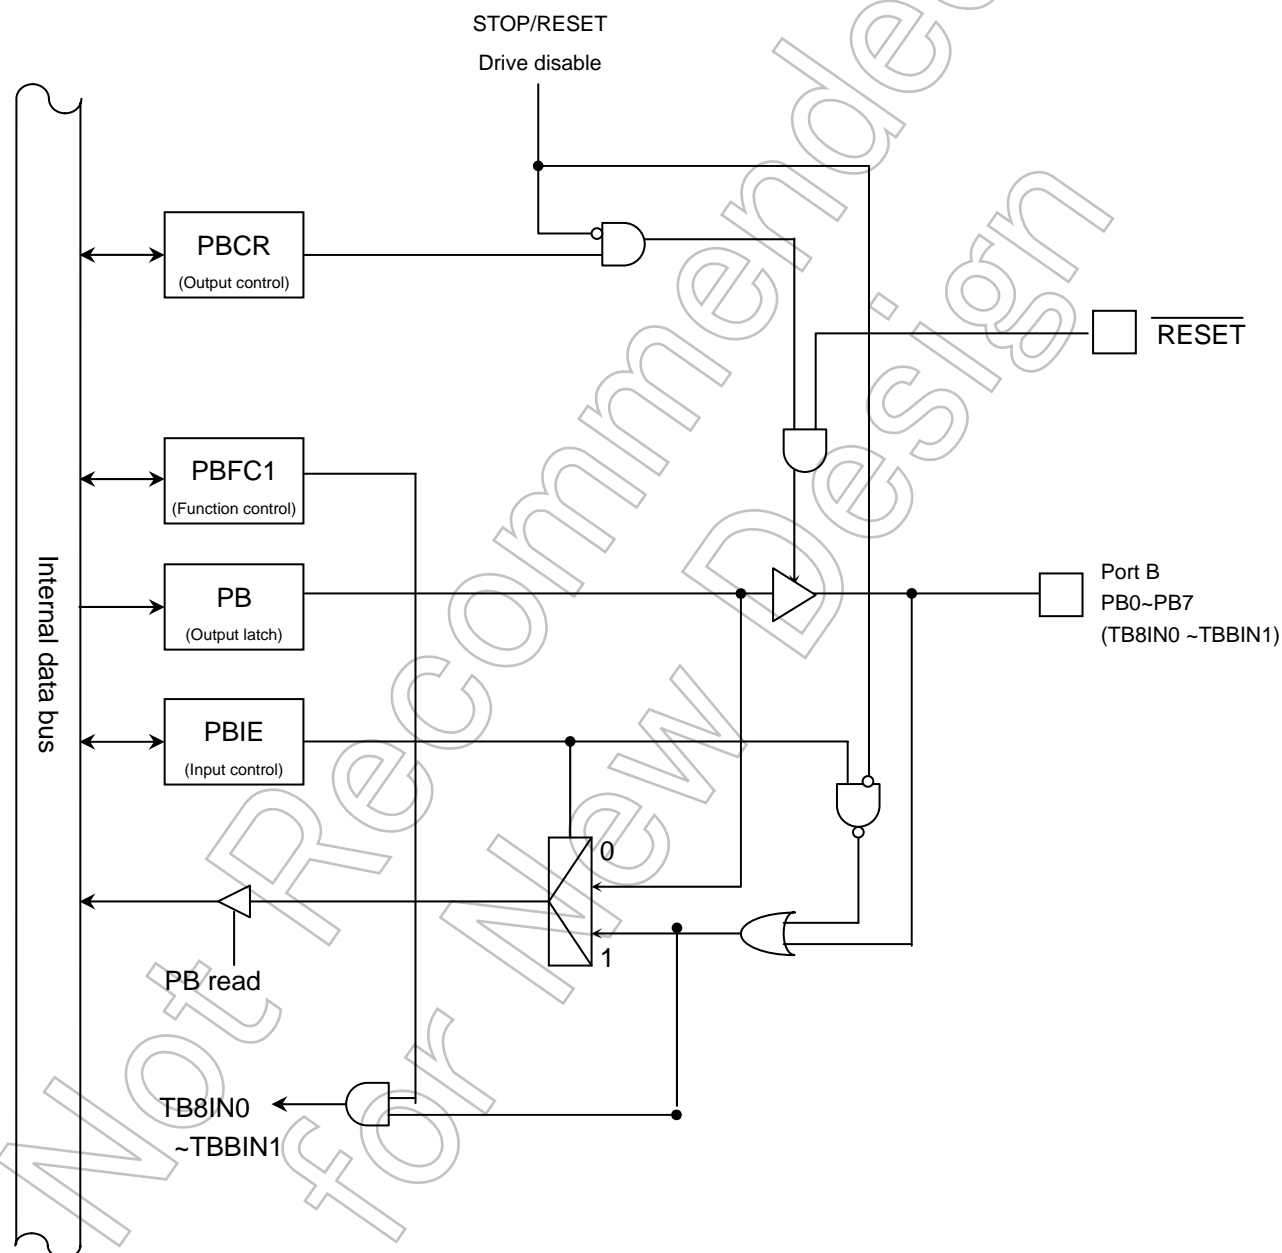 STOP/RESET
Drive disable
PBCR
(Output control)
RESET
PBFC1
(Function control)
Internal data bus
PB
(Output latch)
Port B
PB0~PB7
(TB8IN0 ~TBBIN1)
PBIE
(Input control)
0
1
PB read
TB8IN0
~TBBIN1
Not Recommended
for New Design